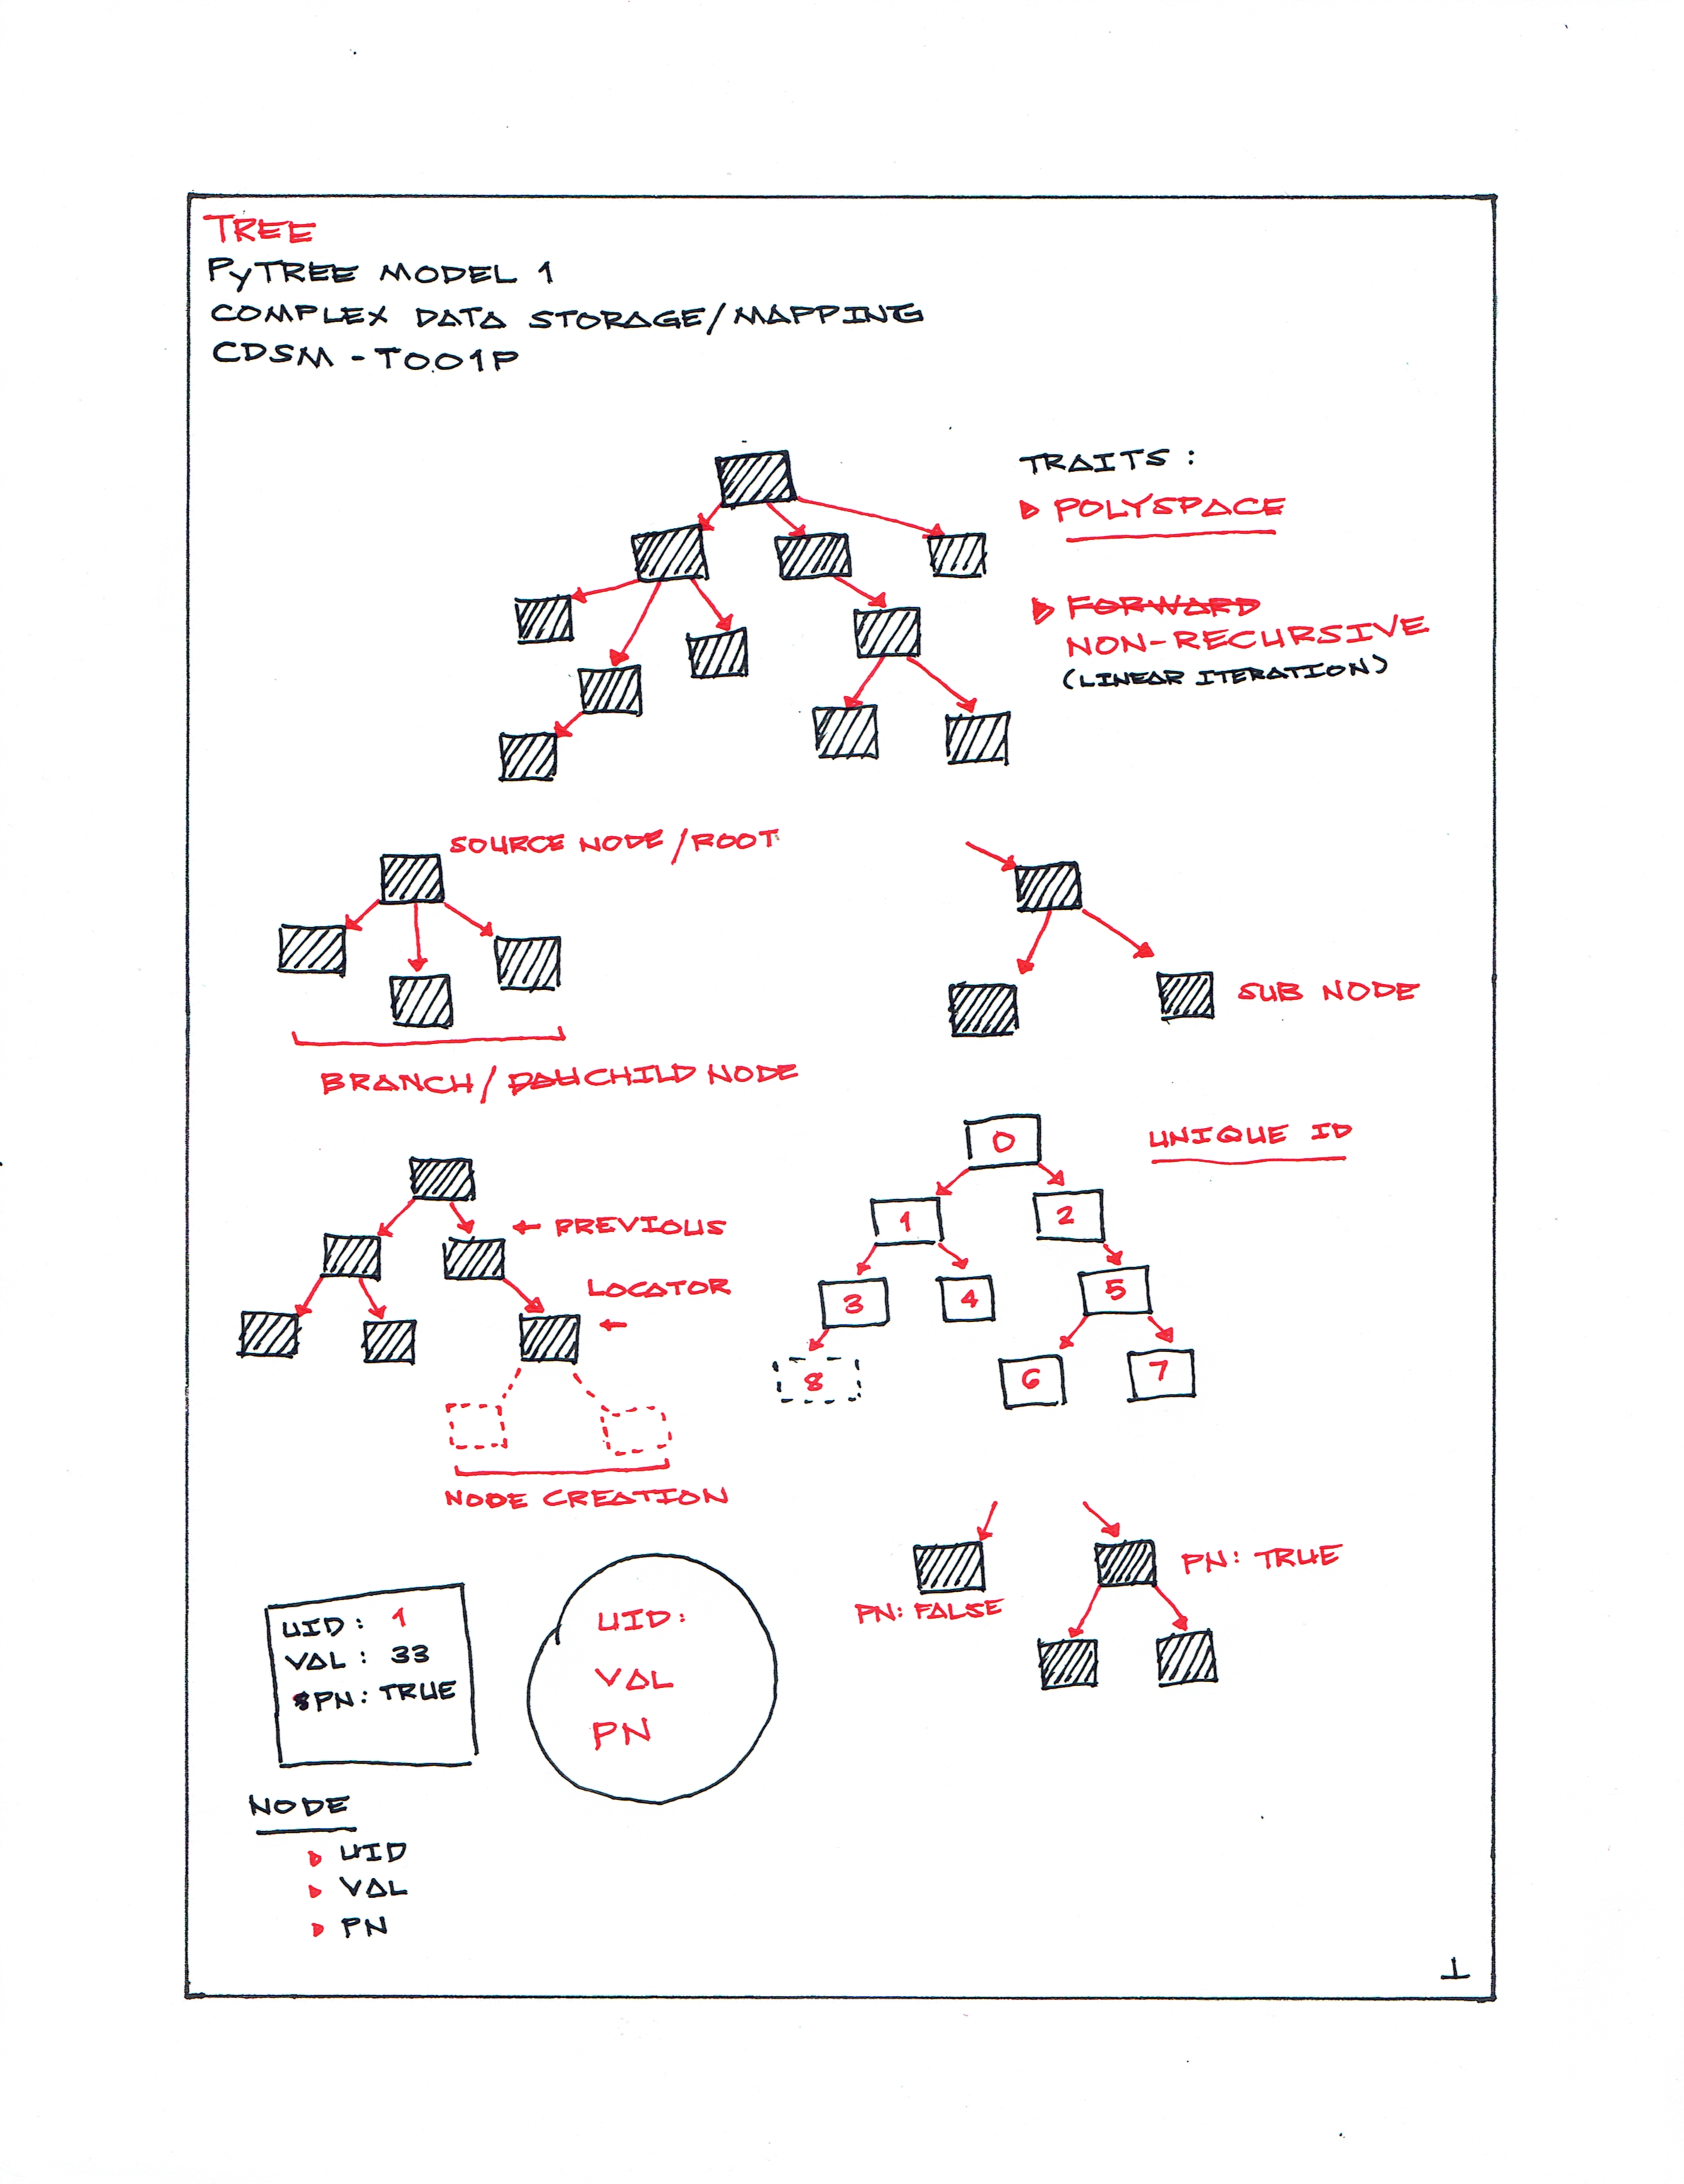 TREE
PyTREE MODEL 1
COMPLEX DATA STORAGE/MAPPING
CDSM - T001P
TRAITS:
POLYSPACE
FORWARD
NON-RECURSIVE
(LINEAR ITERATION)
SOURCE NODE/ROOT
SUB NODE
BRANCH/DAUCHILD NODE
UNIQUE ID
0
1
2
3
4
5
6
7
8
PREVIOUS
LOCATOR
NODE CREATION
PN: FALSE
PN: TRUE
UID: 1
VAL: 33
PN: TRUE
UID:
VAL
PN
NODE
UID
VAL
PN
1